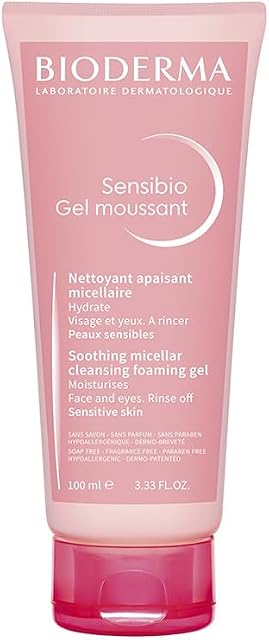 BIODERMA
LABORATOIRE DERMATOLOGIQUE
Sensibio
Gel moussant
Nettoyant apaisant
micellaire
Hydrate
Visage et yeux. A rincer
Peaux sensibles
Soothing micellar
cleansing foaming gel
Moisturises
Face and eyes. Rinse off
Sensitive skin
SANS SAVON - SANS PARFUM - SANS PARABEN
HYPOALLERGÉNIQUE - DERMO-BREVETÉ
SOAP FREE - FRAGRANCE FREE - PARABEN FREE
HYPOALLERGENIC - DERMO-PATENTED
100 ml ℮ 3.33 FL.OZ.